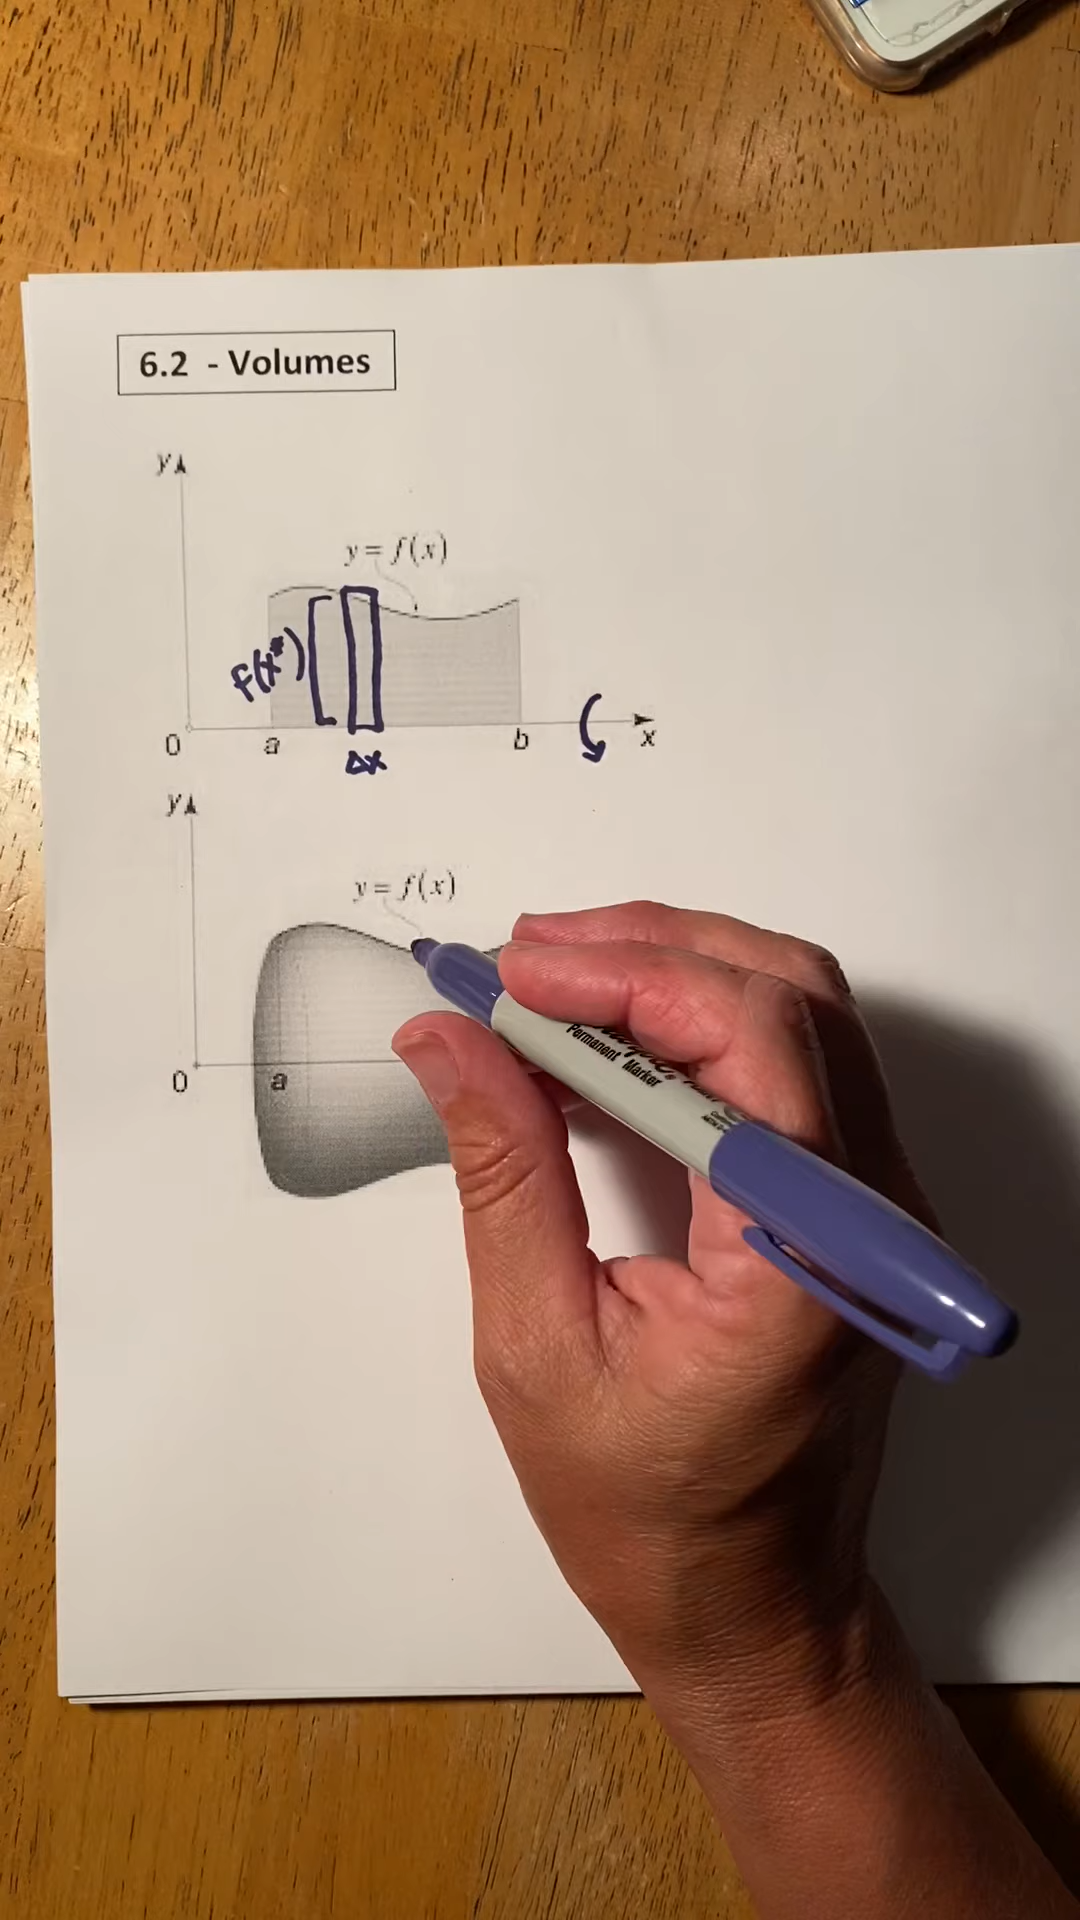 6.2 - Volumes
y
y = f(x)
f(x*)
0
a
b
x
Δx
y
y = f(x)
0
a
Permanent Marker